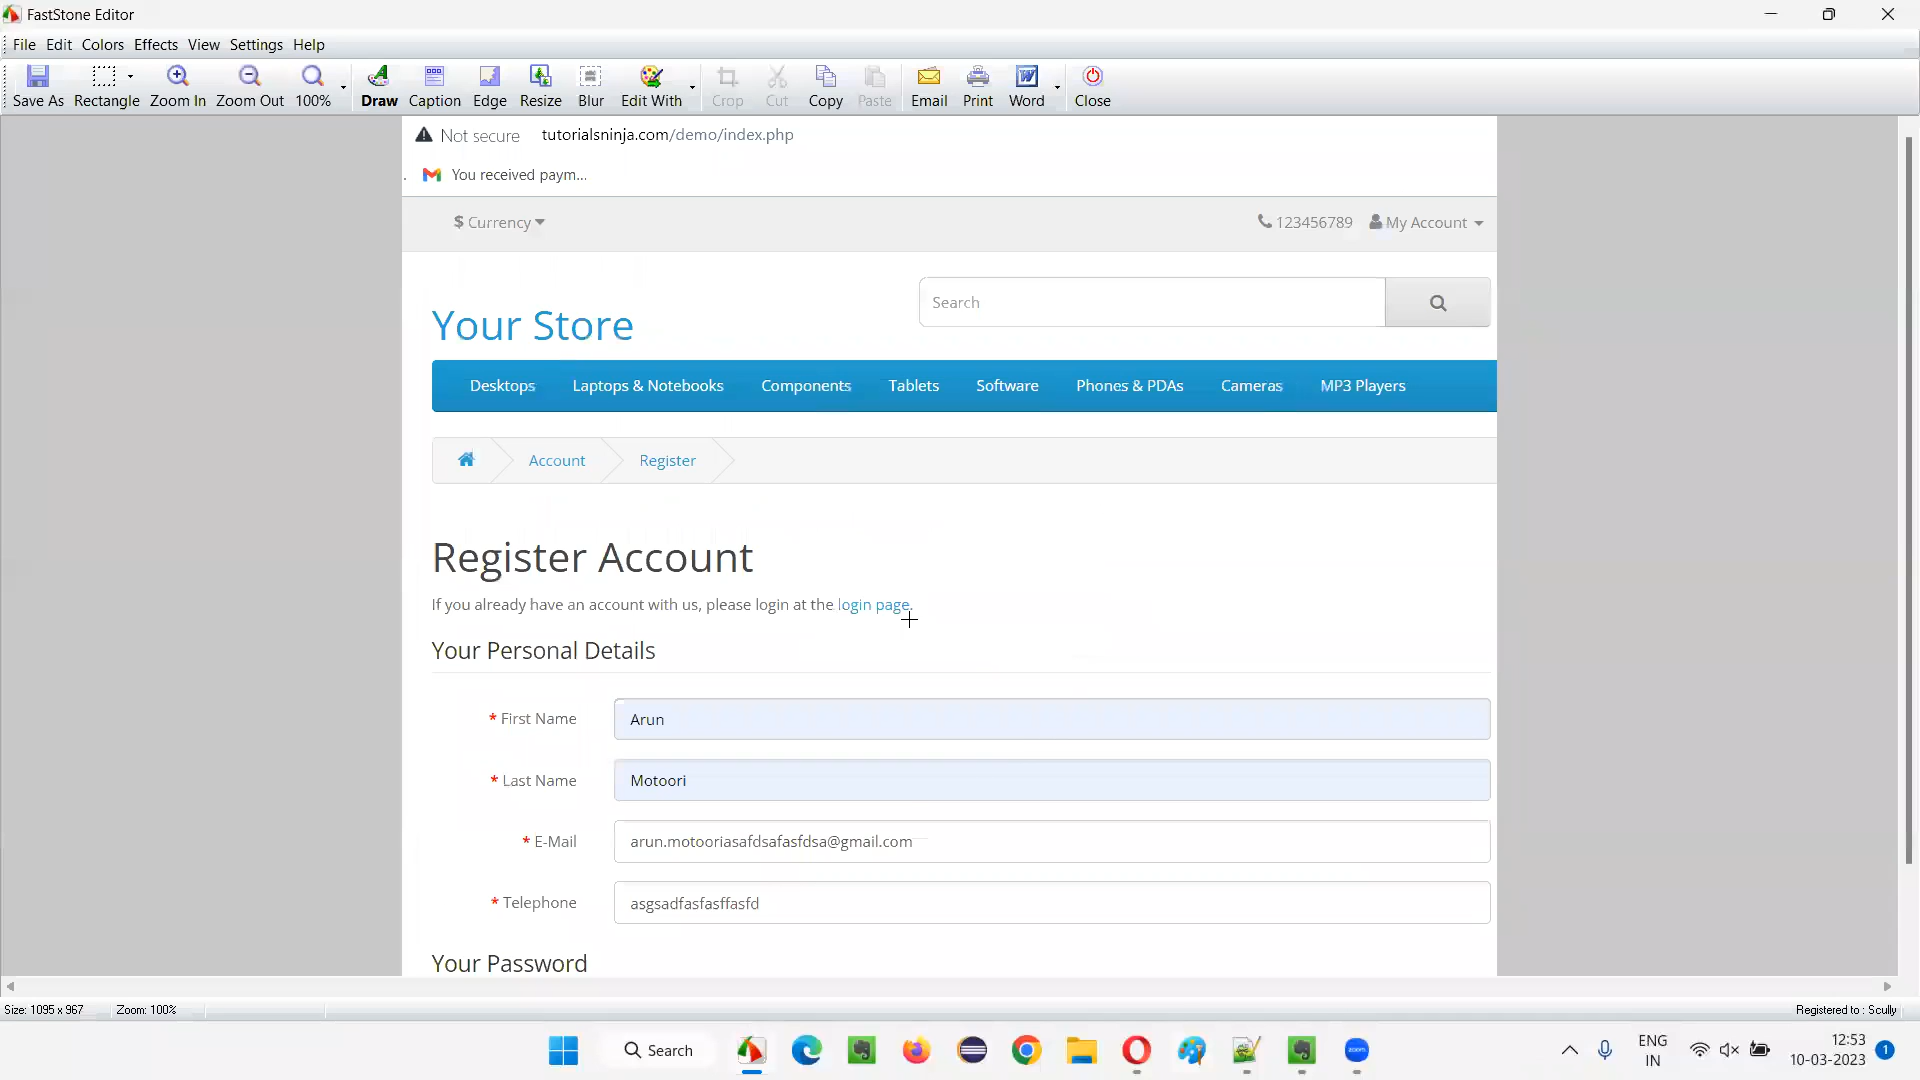 FastStone Editor
File Edit Colors Effects View Settings Help
Save As Rectangle Zoom In Zoom Out 100% Draw Caption Edge Resize Blur Edit With Crop Cut Copy Paste Email Print Word Close
Not secure tutorialsninja.com/demo/index.php
. You received paym...
$ Currency 123456789 My Account
Search
Your Store
Desktops Laptops & Notebooks Components Tablets Software Phones & PDAs Cameras MP3 Players
Account Register
Register Account
If you already have an account with us, please login at the login page.
Your Personal Details
* First Name Arun
* Last Name Motoori
* E-Mail arun.motooriasafdsafasfdsa@gmail.com
* Telephone asgsadfasfasffasfd
Your Password
Size: 1095 x 967 Zoom: 100% Registered to : Scully
Search zoom ENG 12:53
IN 10-03-2023 1